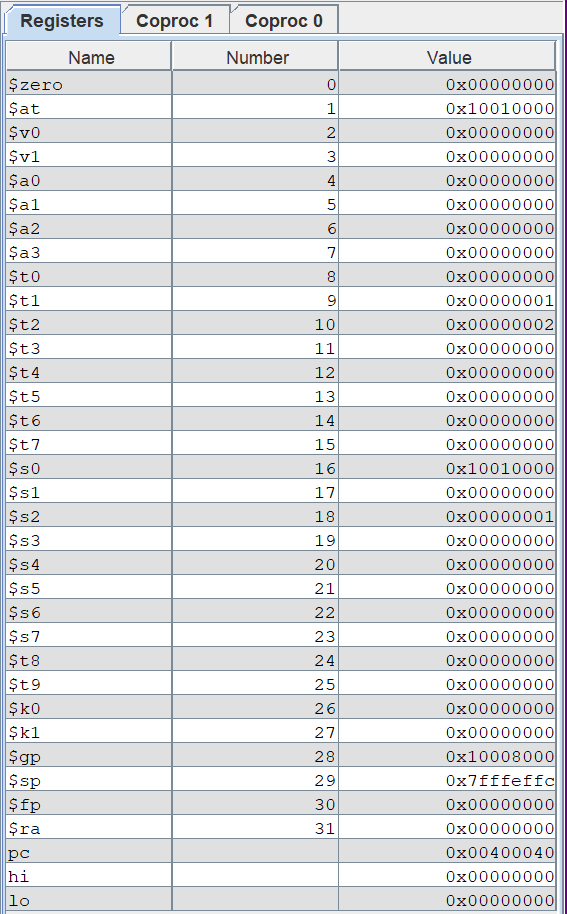 Registers Coproc 1 Coproc 0
Name Number Value
$zero 0 0x00000000
$at 1 0x10010000
$v0 2 0x00000000
$v1 3 0x00000000
$a0 4 0x00000000
$a1 5 0x00000000
$a2 6 0x00000000
$a3 7 0x00000000
$t0 8 0x00000000
$t1 9 0x00000001
$t2 10 0x00000002
$t3 11 0x00000000
$t4 12 0x00000000
$t5 13 0x00000000
$t6 14 0x00000000
$t7 15 0x00000000
$s0 16 0x10010000
$s1 17 0x00000000
$s2 18 0x00000001
$s3 19 0x00000000
$s4 20 0x00000000
$s5 21 0x00000000
$s6 22 0x00000000
$s7 23 0x00000000
$t8 24 0x00000000
$t9 25 0x00000000
$k0 26 0x00000000
$k1 27 0x00000000
$gp 28 0x10008000
$sp 29 0x7fffeffc
$fp 30 0x00000000
$ra 31 0x00000000
pc 0x00400040
hi 0x00000000
lo 0x00000000